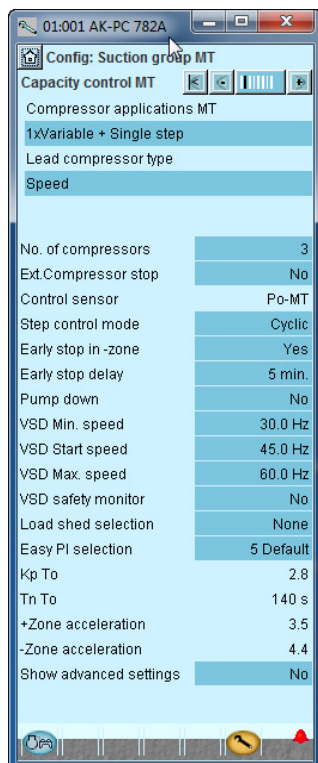 01:001 AK-PC 782A
Config: Suction group MT
Capacity control MT
Compressor applications MT
1xVariable + Single step
Lead compressor type
Speed
No. of compressors 3
Ext.Compressor stop No
Control sensor Po-MT
Step control mode Cyclic
Early stop in -zone Yes
Early stop delay 5 min.
Pump down No
VSD Min. speed 30.0 Hz
VSD Start speed 45.0 Hz
VSD Max. speed 60.0 Hz
VSD safety monitor No
Load shed selection None
Easy PI selection 5 Default
Kp To 2.8
Tn To 140 s
+Zone acceleration 3.5
-Zone acceleration 4.4
Show advanced settings No